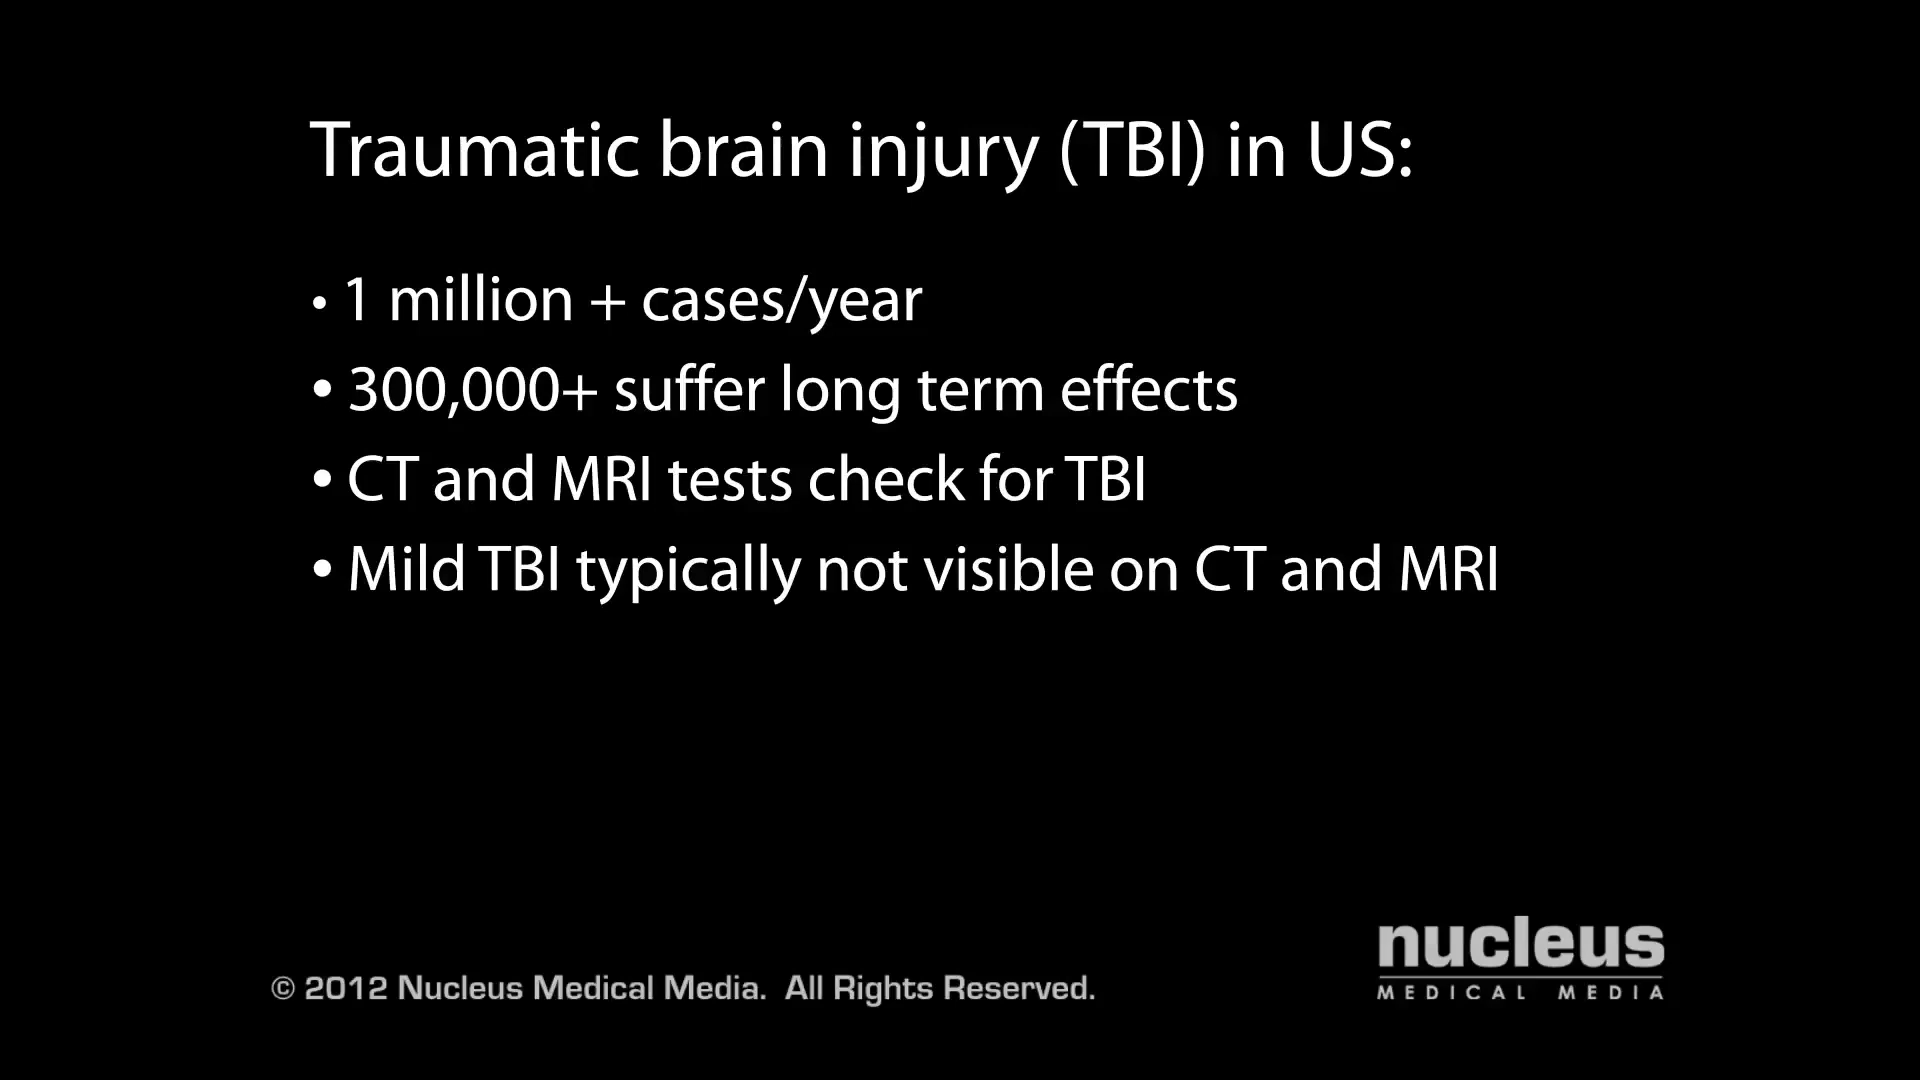 Traumatic brain injury (TBI) in US:
• 1 million + cases/year
• 300,000+ suffer long term effects
• CT and MRI tests check for TBI
• Mild TBI typically not visible on CT and MRI
nucleus
MEDICAL MEDIA
© 2012 Nucleus Medical Media. All Rights Reserved.